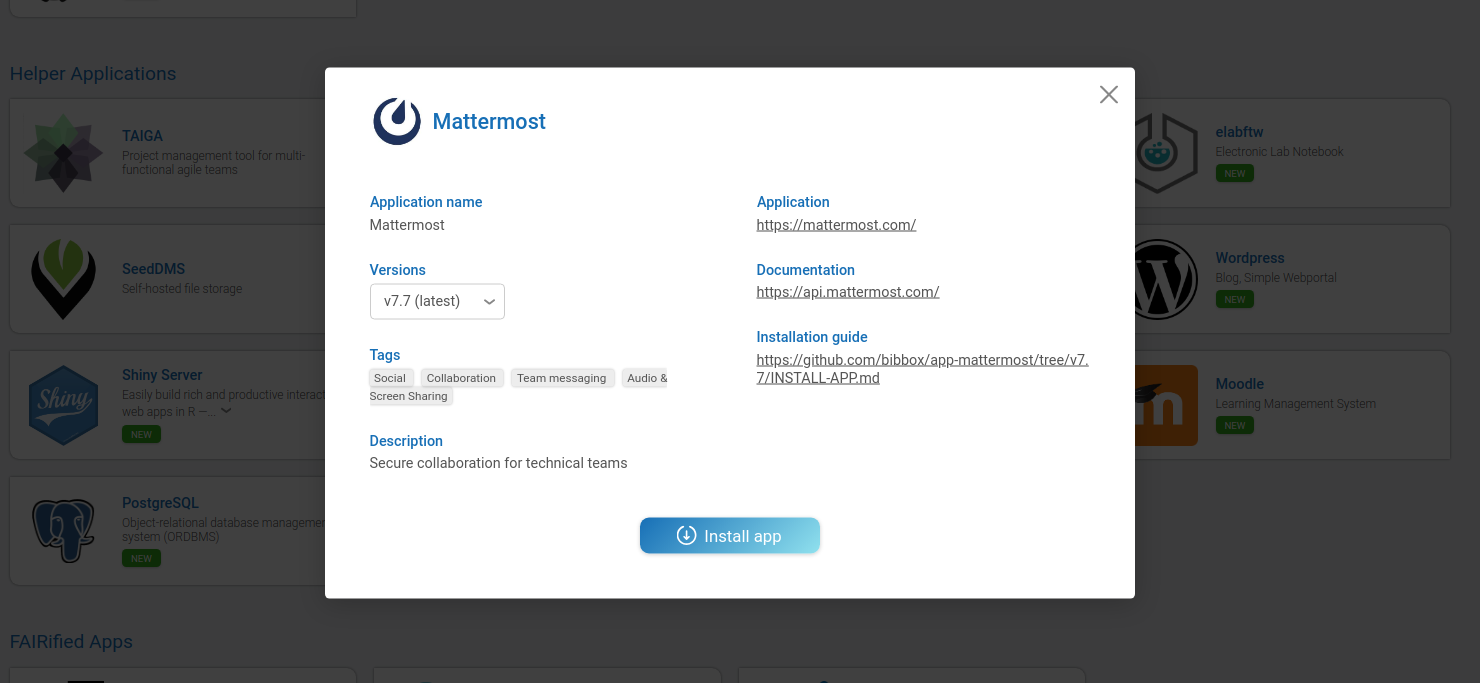 Helper Applications
TAIGA
Project management tool for multi-
functional agile teams
SeeDMS
Self-hosted file storage
Shiny
Shiny Server
Easily build rich and productive interact
web apps in R —...
NEW
PostgreSQL
Object-relational database managemen
system (ORDBMS)
NEW
FAIRified Apps
Mattermost
Application name
Mattermost
Versions
v7.7 (latest)
Tags
Social Collaboration Team messaging Audio &
Screen Sharing
Description
Secure collaboration for technical teams
Application
https://mattermost.com/
Documentation
https://api.mattermost.com/
Installation guide
https://github.com/bibbox/app-mattermost/tree/v7.
7/INSTALL-APP.md
Install app
elabftw
Electronic Lab Notebook
NEW
Wordpress
Blog, Simple Webportal
NEW
Moodle
Learning Management System
NEW